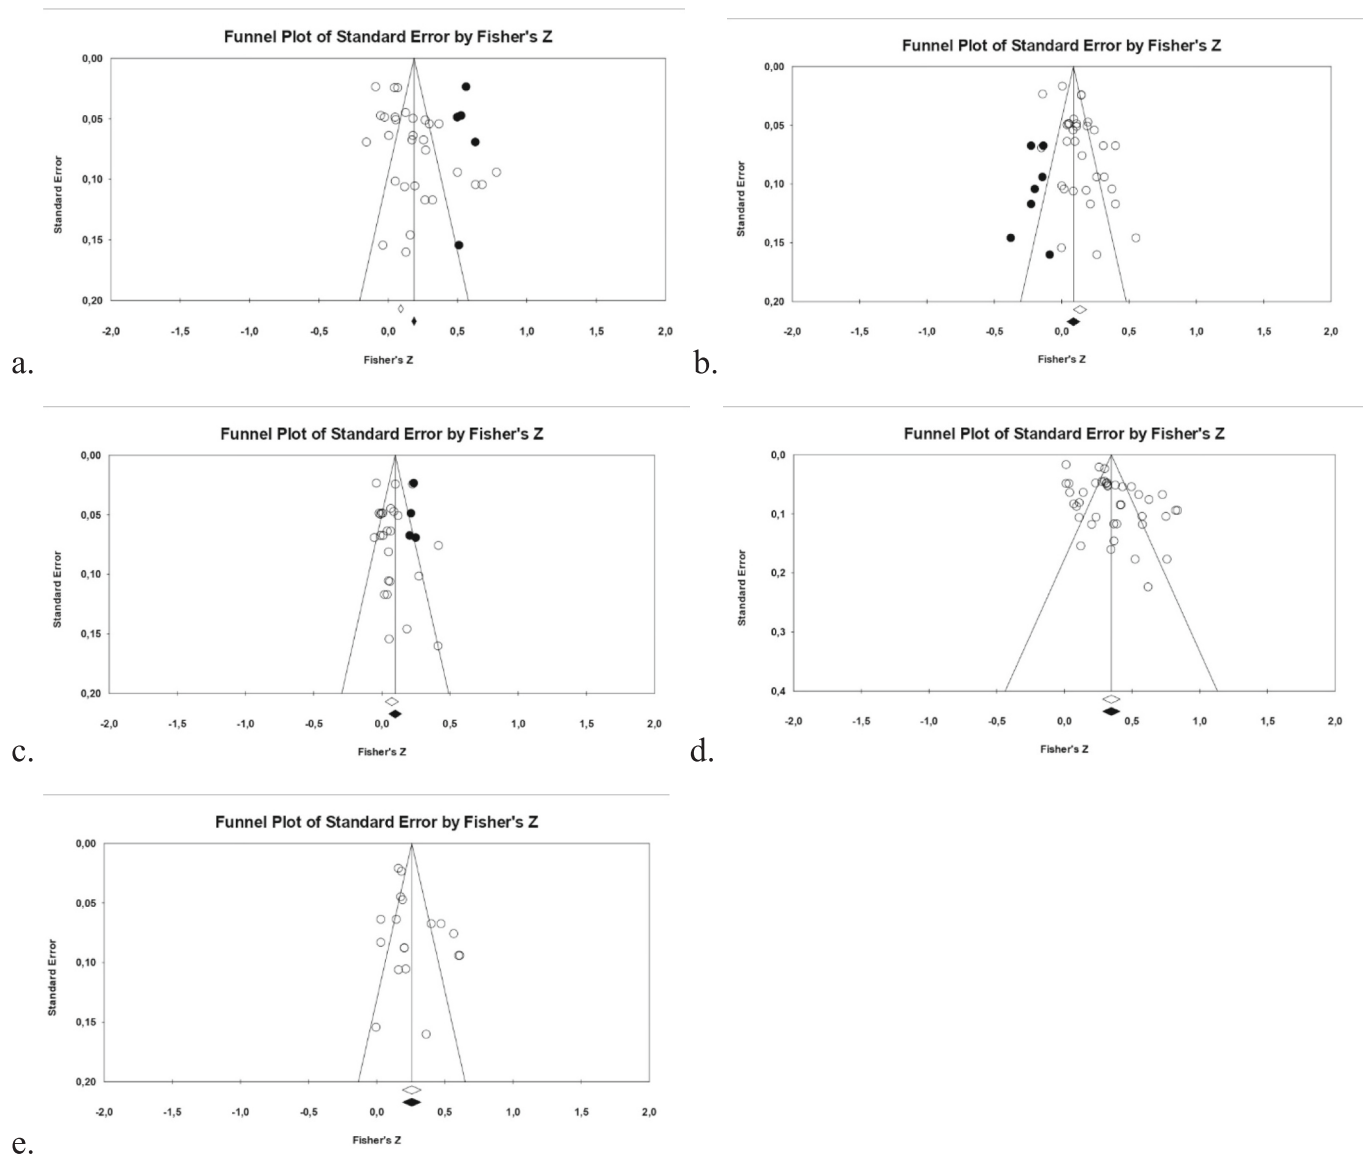 Funnel Plot of Standard Error by Fisher's Z
0,00
0,05
0,10
0,15
0,20
Standard Error
-2,0 -1,5 -1,0 -0,5 0,0 0,5 1,0 1,5 2,0
Fisher's Z
a.
Funnel Plot of Standard Error by Fisher's Z
0,00
0,05
0,10
0,15
0,20
Standard Error
-2,0 -1,5 -1,0 -0,5 0,0 0,5 1,0 1,5 2,0
Fisher's Z
b.
Funnel Plot of Standard Error by Fisher's Z
0,00
0,05
0,10
0,15
0,20
Standard Error
-2,0 -1,5 -1,0 -0,5 0,0 0,5 1,0 1,5 2,0
Fisher's Z
c.
Funnel Plot of Standard Error by Fisher's Z
0,0
0,1
0,2
0,3
0,4
Standard Error
-2,0 -1,5 -1,0 -0,5 0,0 0,5 1,0 1,5 2,0
Fisher's Z
d.
Funnel Plot of Standard Error by Fisher's Z
0,00
0,05
0,10
0,15
0,20
Standard Error
-2,0 -1,5 -1,0 -0,5 0,0 0,5 1,0 1,5 2,0
Fisher's Z
e.